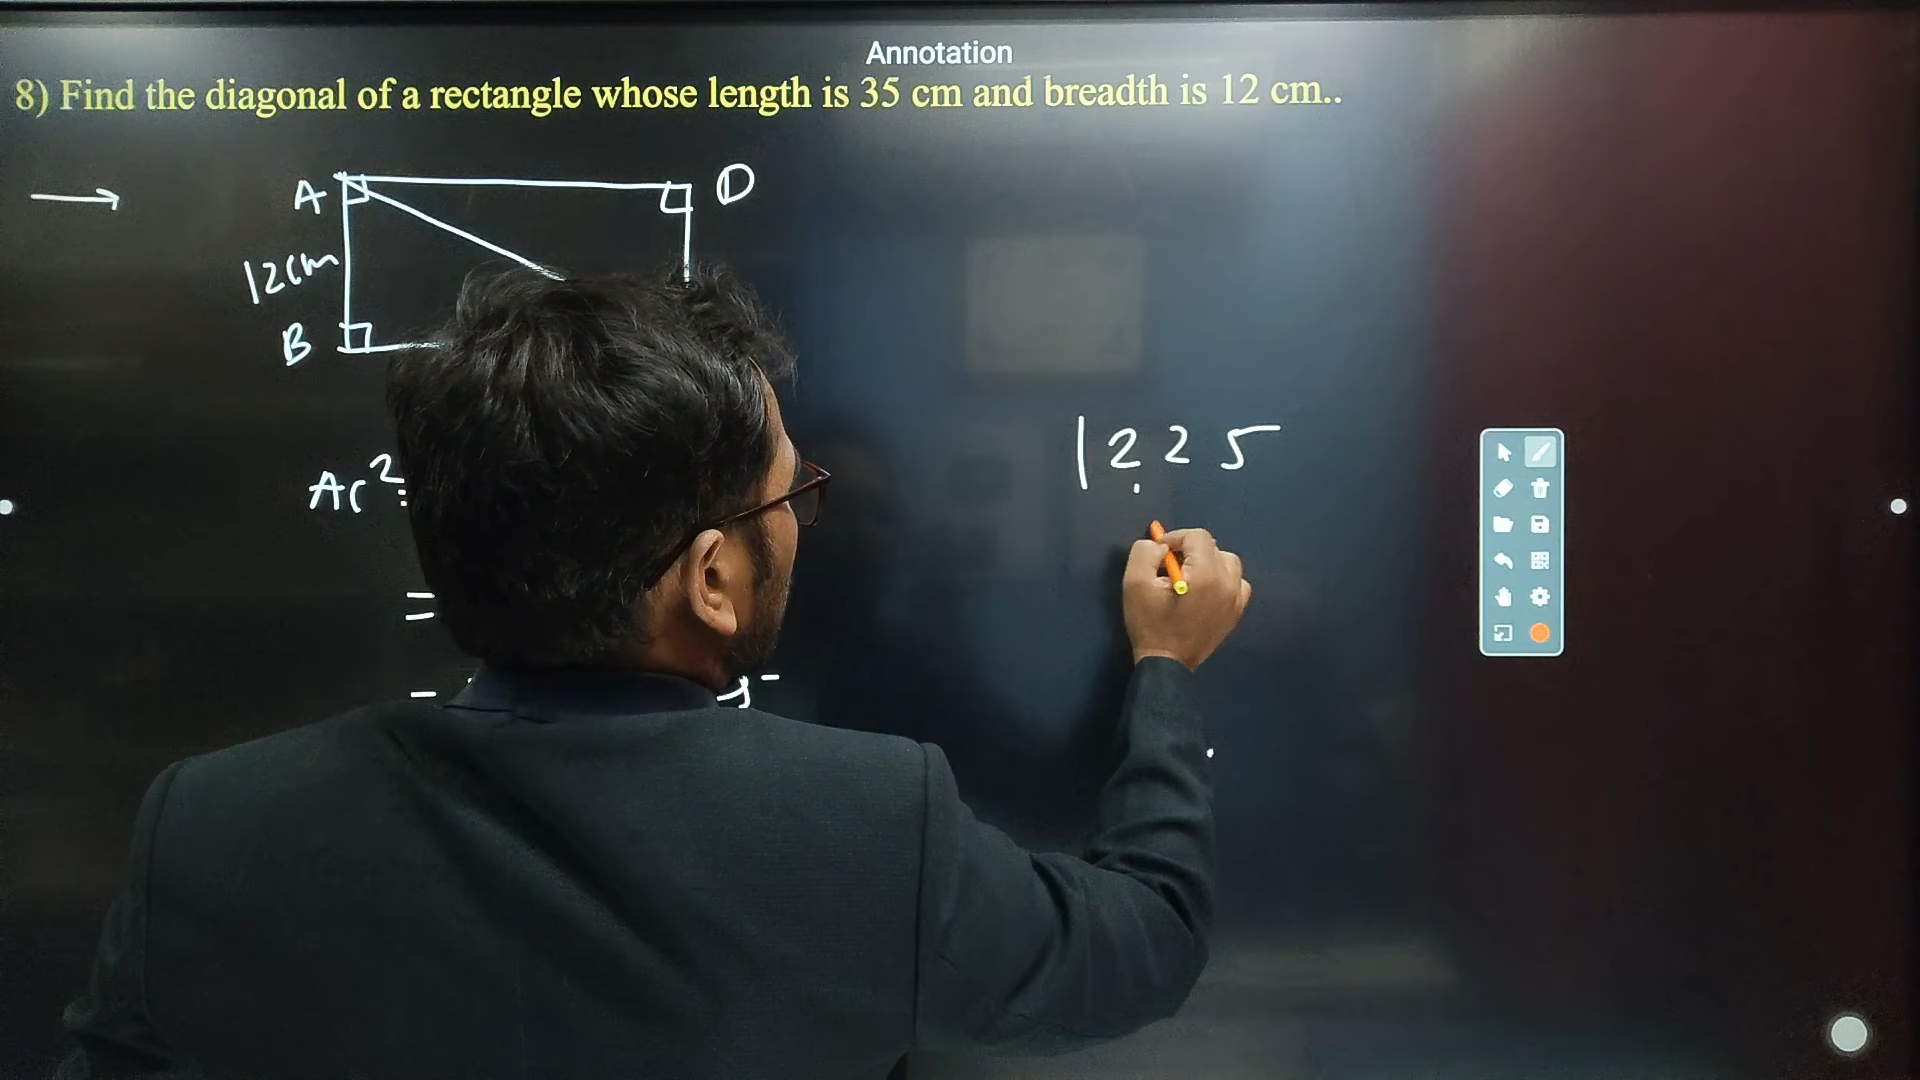 Annotation
8) Find the diagonal of a rectangle whose length is 35 cm and breadth is 12 cm..
A D
12cm
B
1225
AC²
=